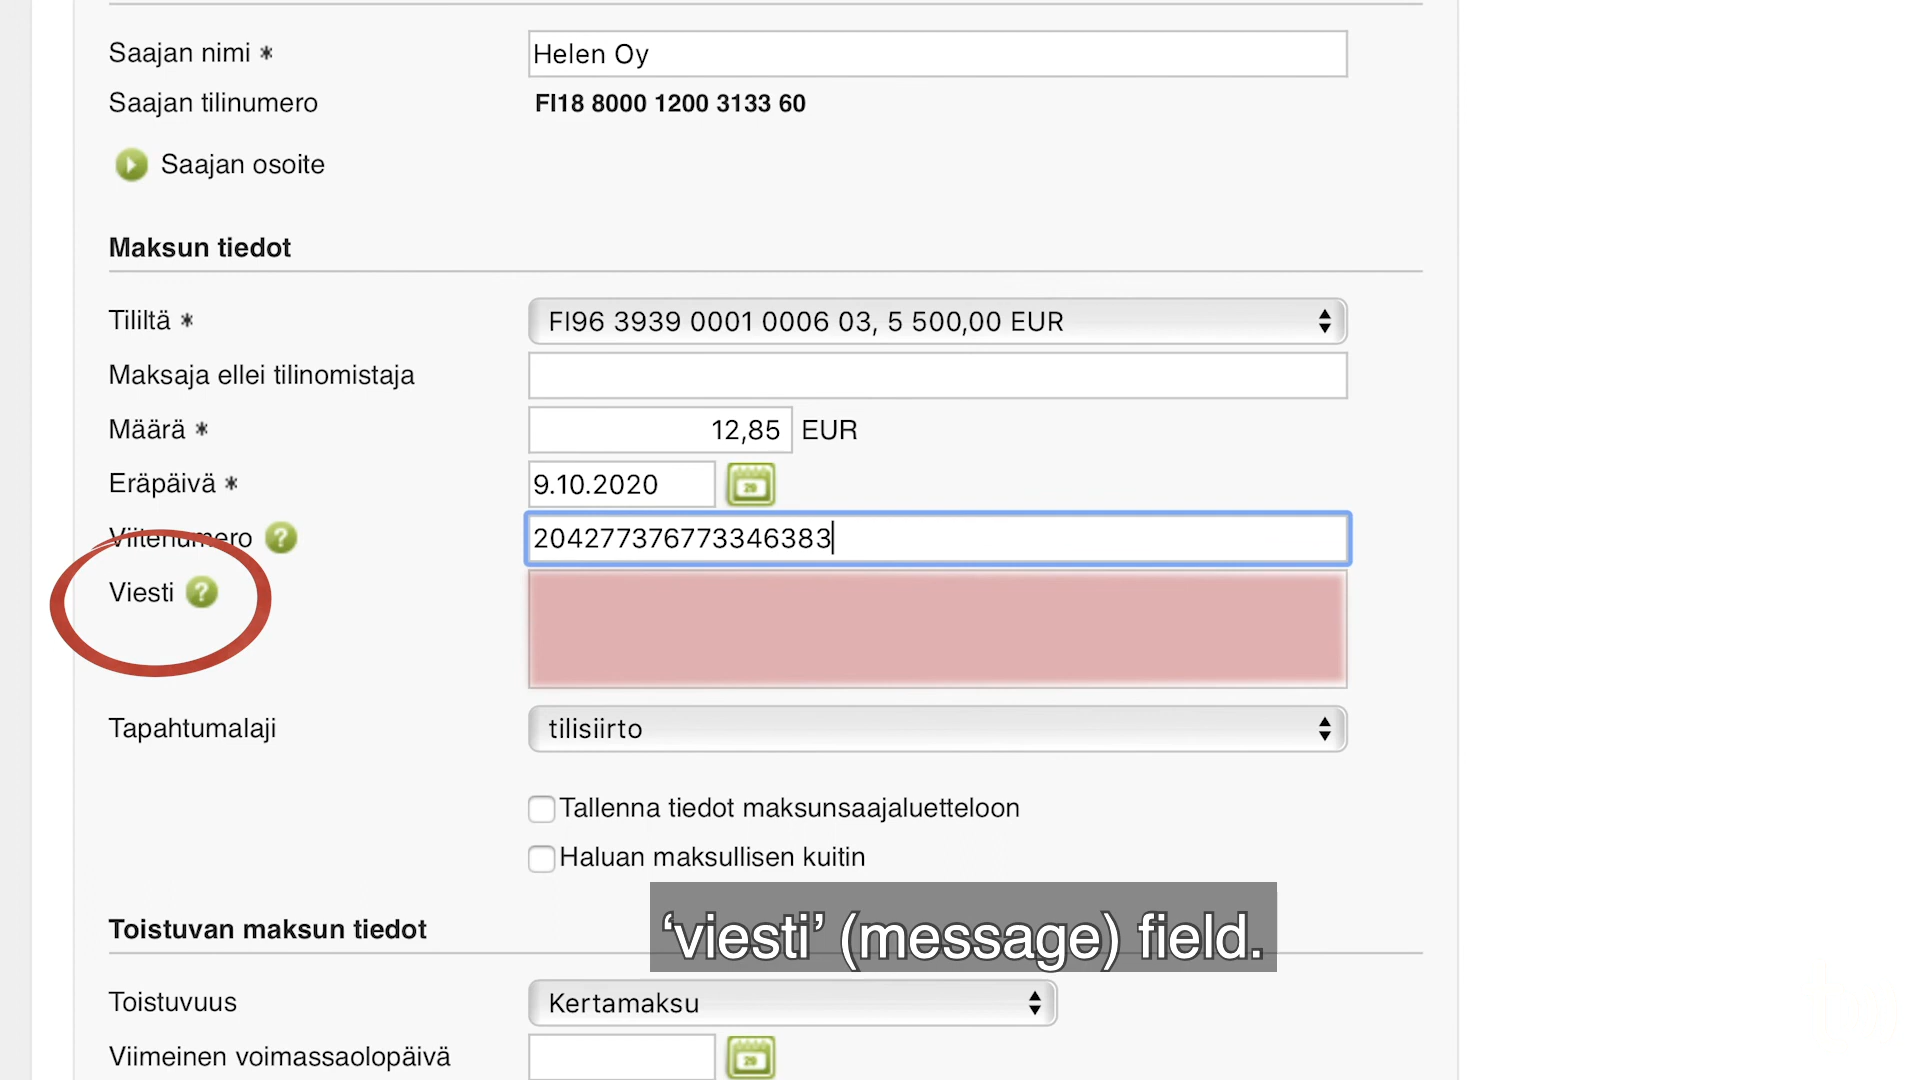 Saajan nimi * Helen Oy
Saajan tilinumero FI18 8000 1200 3133 60
Saajan osoite
Maksun tiedot
Tililtä * FI96 3939 0001 0006 03, 5 500,00 EUR
Maksaja ellei tilinomistaja
Määrä * 12,85 EUR
Eräpäivä * 9.10.2020
Viitenumero ? 204277376773346383
Viesti ?
Tapahtumalaji tilisiirto
Tallenna tiedot maksunsaajaluetteloon
Haluan maksullisen kuitin
Toistuvan maksun tiedot
‘viesti’ (message) field.
Toistuvuus Kertamaksu
Viimeinen voimassaolopäivä